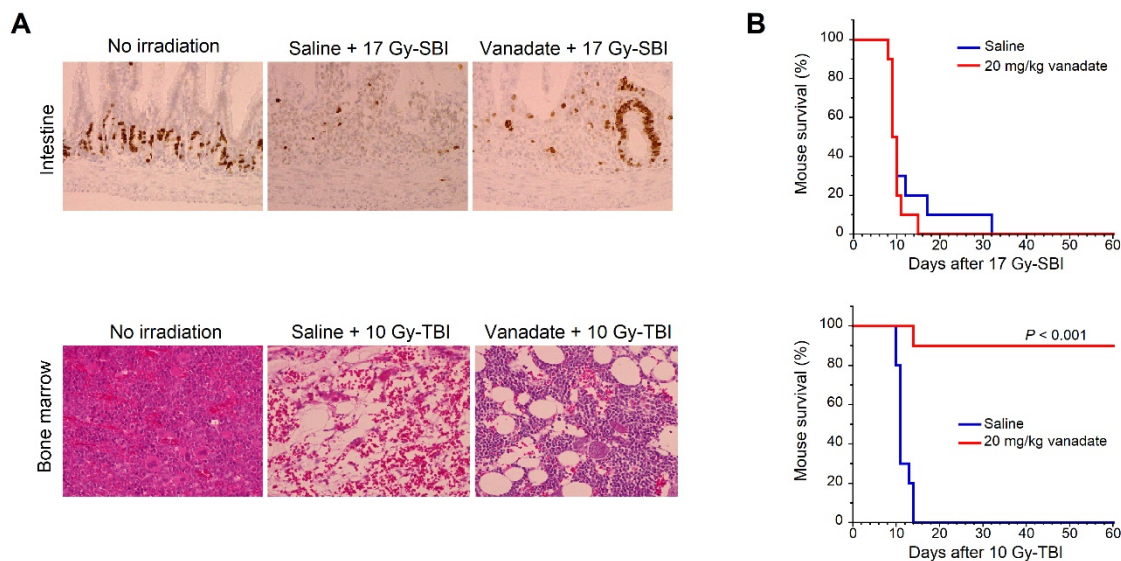 A
No irradiation
Saline + 17 Gy-SBI
Vanadate + 17 Gy-SBI
Intestine
No irradiation
Saline + 10 Gy-TBI
Vanadate + 10 Gy-TBI
Bone marrow
B
Mouse survival (%)
100
80
60
40
20
0
Saline
20 mg/kg vanadate
0
10
20
30
40
50
60
Days after 17 Gy-SBI
Mouse survival (%)
100
80
60
40
20
0
P < 0.001
Saline
20 mg/kg vanadate
0
10
20
30
40
50
60
Days after 10 Gy-TBI